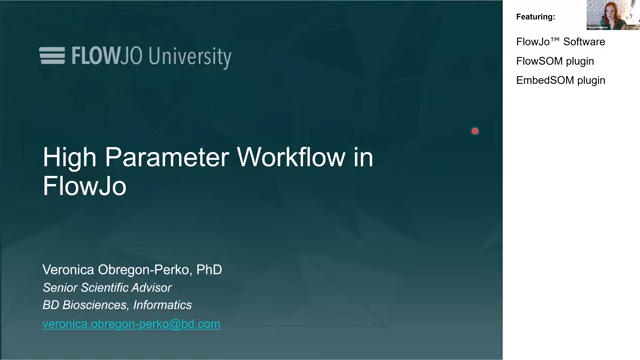 FLOWJO University
High Parameter Workflow in
FlowJo
Veronica Obregon-Perko, PhD
Senior Scientific Advisor
BD Biosciences, Informatics
veronica.obregon-perko@bd.com
Featuring:
FlowJo™ Software
FlowSOM plugin
EmbedSOM plugin